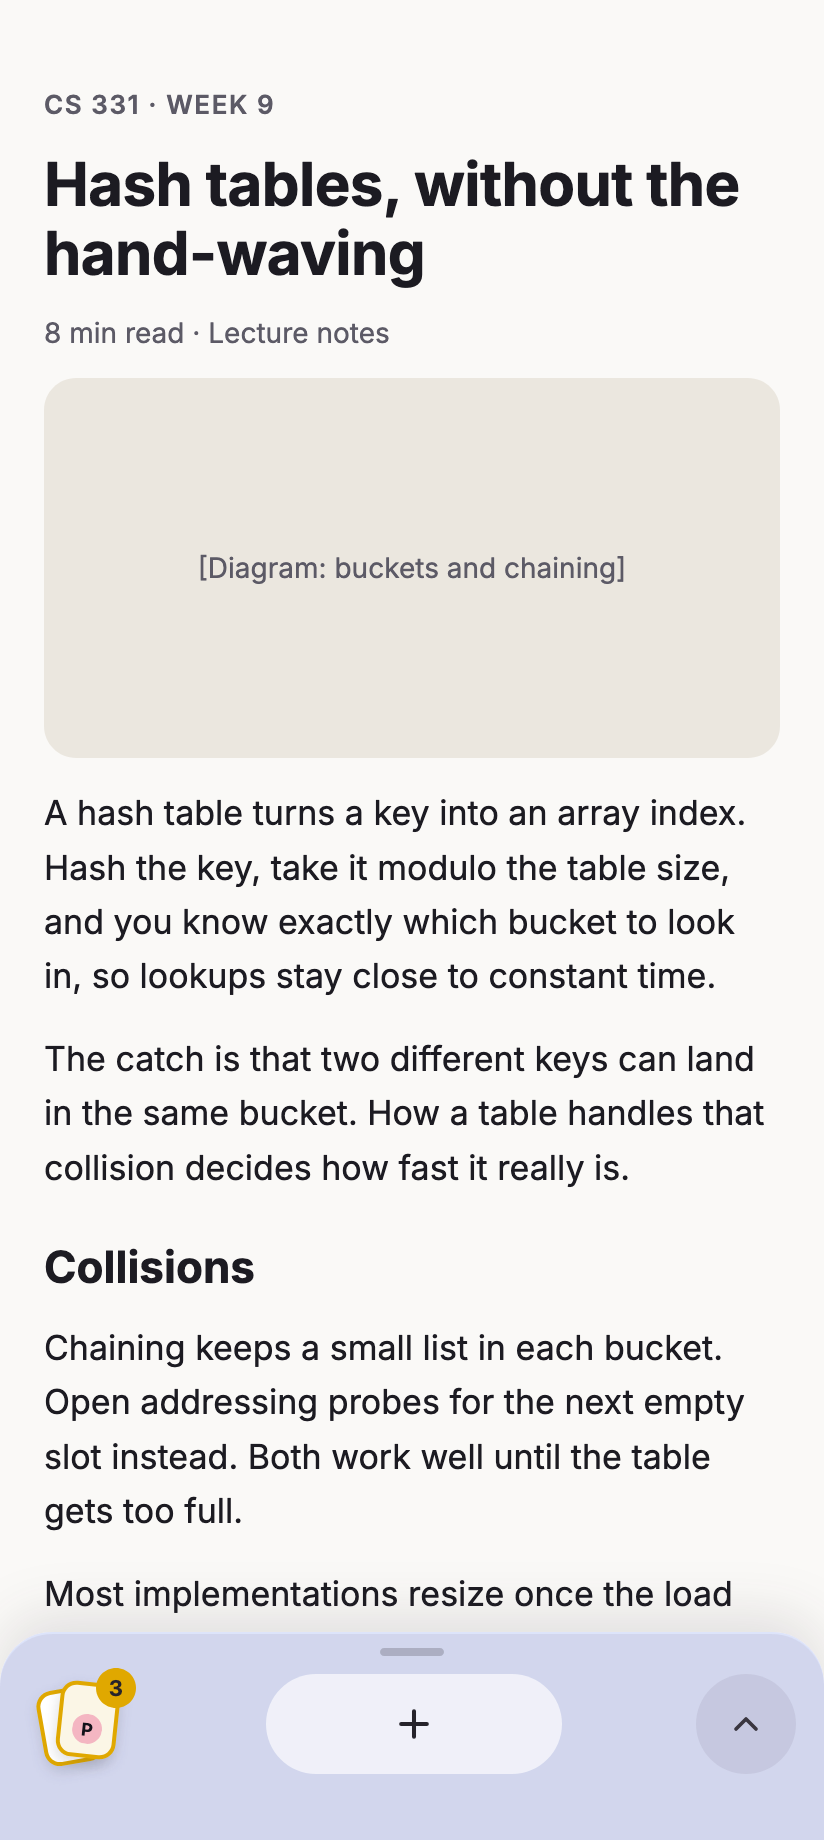 CS 331 · WEEK 9
Hash tables, without the
hand-waving
8 min read · Lecture notes
[Diagram: buckets and chaining]
A hash table turns a key into an array index.
Hash the key, take it modulo the table size,
and you know exactly which bucket to look
in, so lookups stay close to constant time.
The catch is that two different keys can land
in the same bucket. How a table handles that
collision decides how fast it really is.
Collisions
Chaining keeps a small list in each bucket.
Open addressing probes for the next empty
slot instead. Both work well until the table
gets too full.
Most implementations resize once the load
3
P